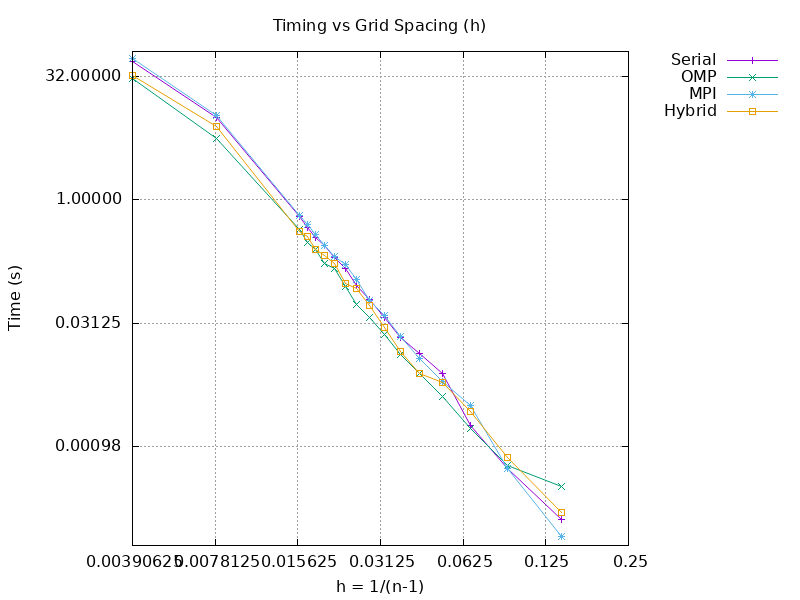 Timing vs Grid Spacing (h)
Serial
OMP
MPI
Hybrid
32.00000
1.00000
0.03125
0.00098
Time (s)
0.00390625 0.0078125 0.015625 0.03125 0.0625 0.125 0.25
h = 1/(n-1)